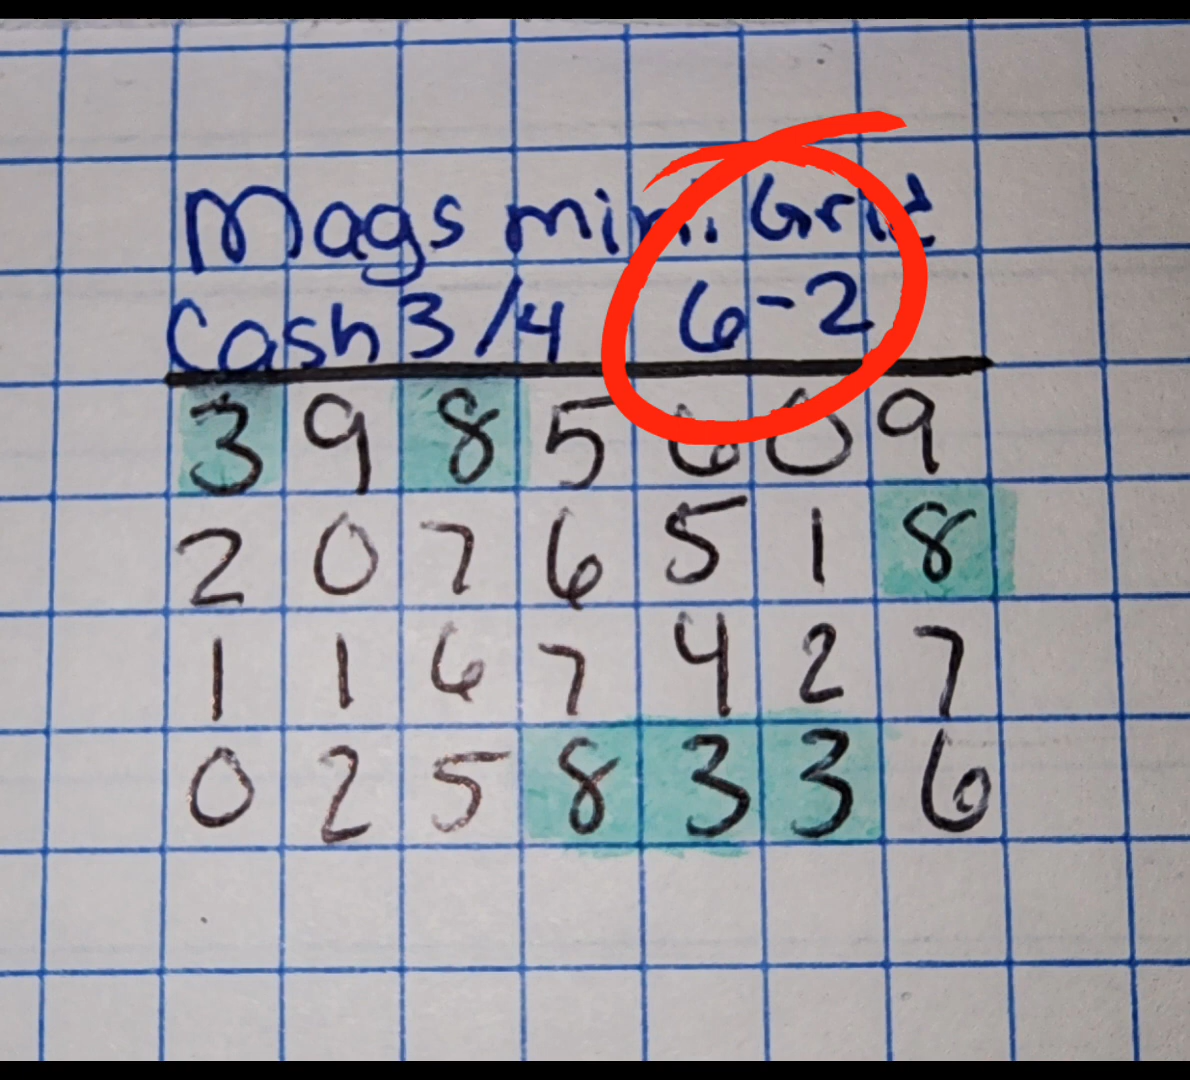 Mags mini Grid
Cash 3/4 6-2
3 9 8 5 6 0 9
2 0 7 6 5 1 8
1 1 6 7 4 2 7
0 2 5 8 3 3 6